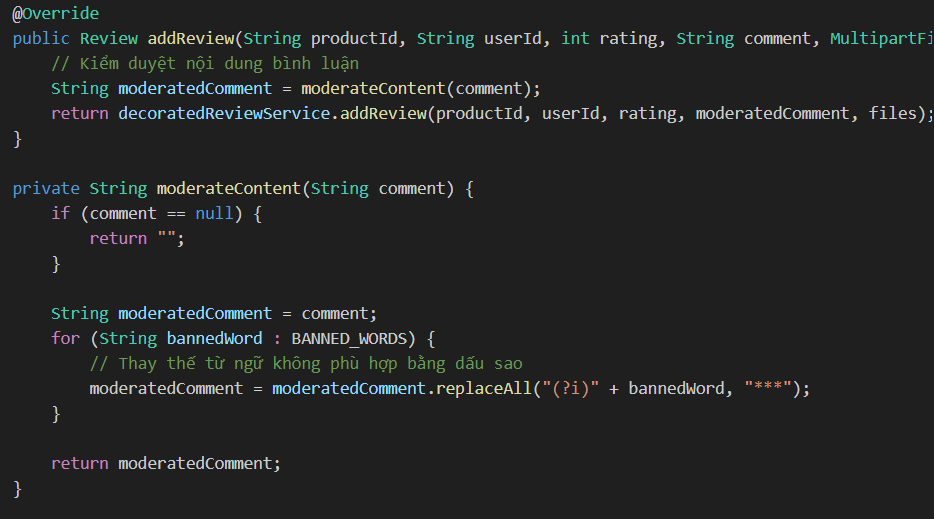 @Override
public Review addReview(String productId, String userId, int rating, String comment, MultipartFi
// Kiểm duyệt nội dung bình luận
String moderatedComment = moderateContent(comment);
return decoratedReviewService.addReview(productId, userId, rating, moderatedComment, files);
}
private String moderateContent(String comment) {
if (comment == null) {
return "";
}
String moderatedComment = comment;
for (String bannedWord : BANNED_WORDS) {
// Thay thế từ ngữ không phù hợp bằng dấu sao
moderatedComment = moderatedComment.replaceAll("(?i)" + bannedWord, "***");
}
return moderatedComment;
}